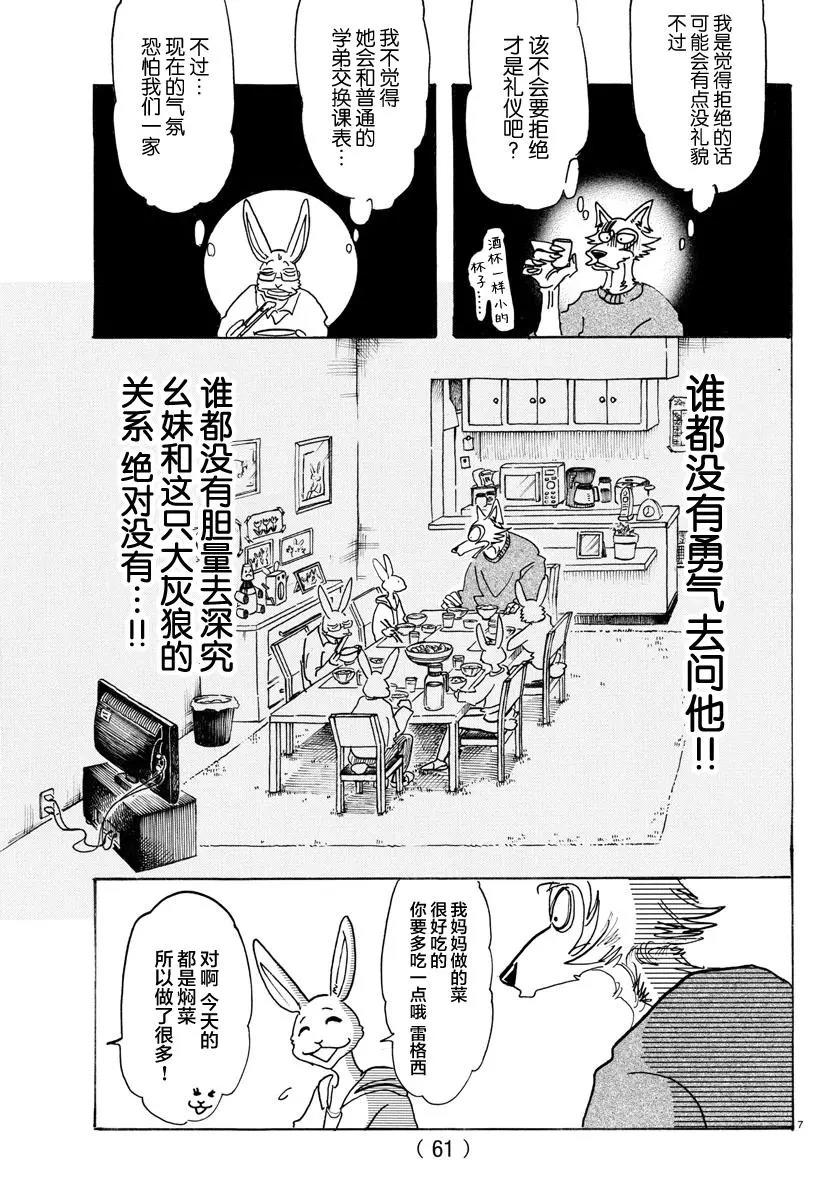 我是觉得拒绝的话
可能会有点没礼貌
不过
该不会要拒绝
才是礼仪吧?
酒杯一样小的
杯子……
我不觉得
她会和普通的
学弟交换课表…
不过…
现在的气氛
恐怕我们一家
谁都没有勇气 去问他!!
谁都没有胆量去深究
幺妹和这只大灰狼的
关系 绝对没有…!!
我妈妈做的菜
很好吃的
你要多吃一点哦 雷格西
对啊 今天的
都是焖菜
所以做了很多!
7
(61)